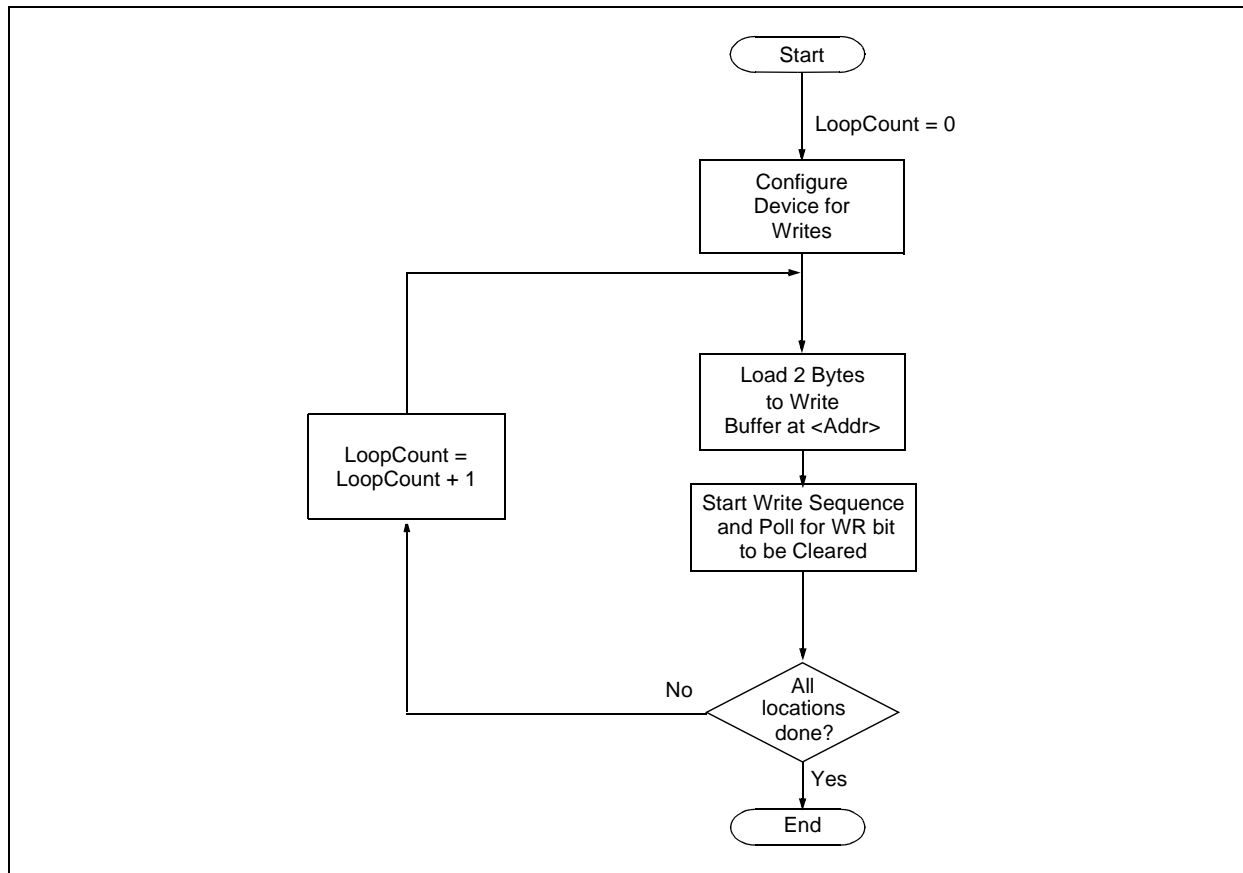 Start
LoopCount = 0
Configure
Device for
Writes
Load 2 Bytes
to Write
Buffer at <Addr>
LoopCount =
LoopCount + 1
Start Write Sequence
and Poll for WR bit
to be Cleared
No
All
locations
done?
Yes
End